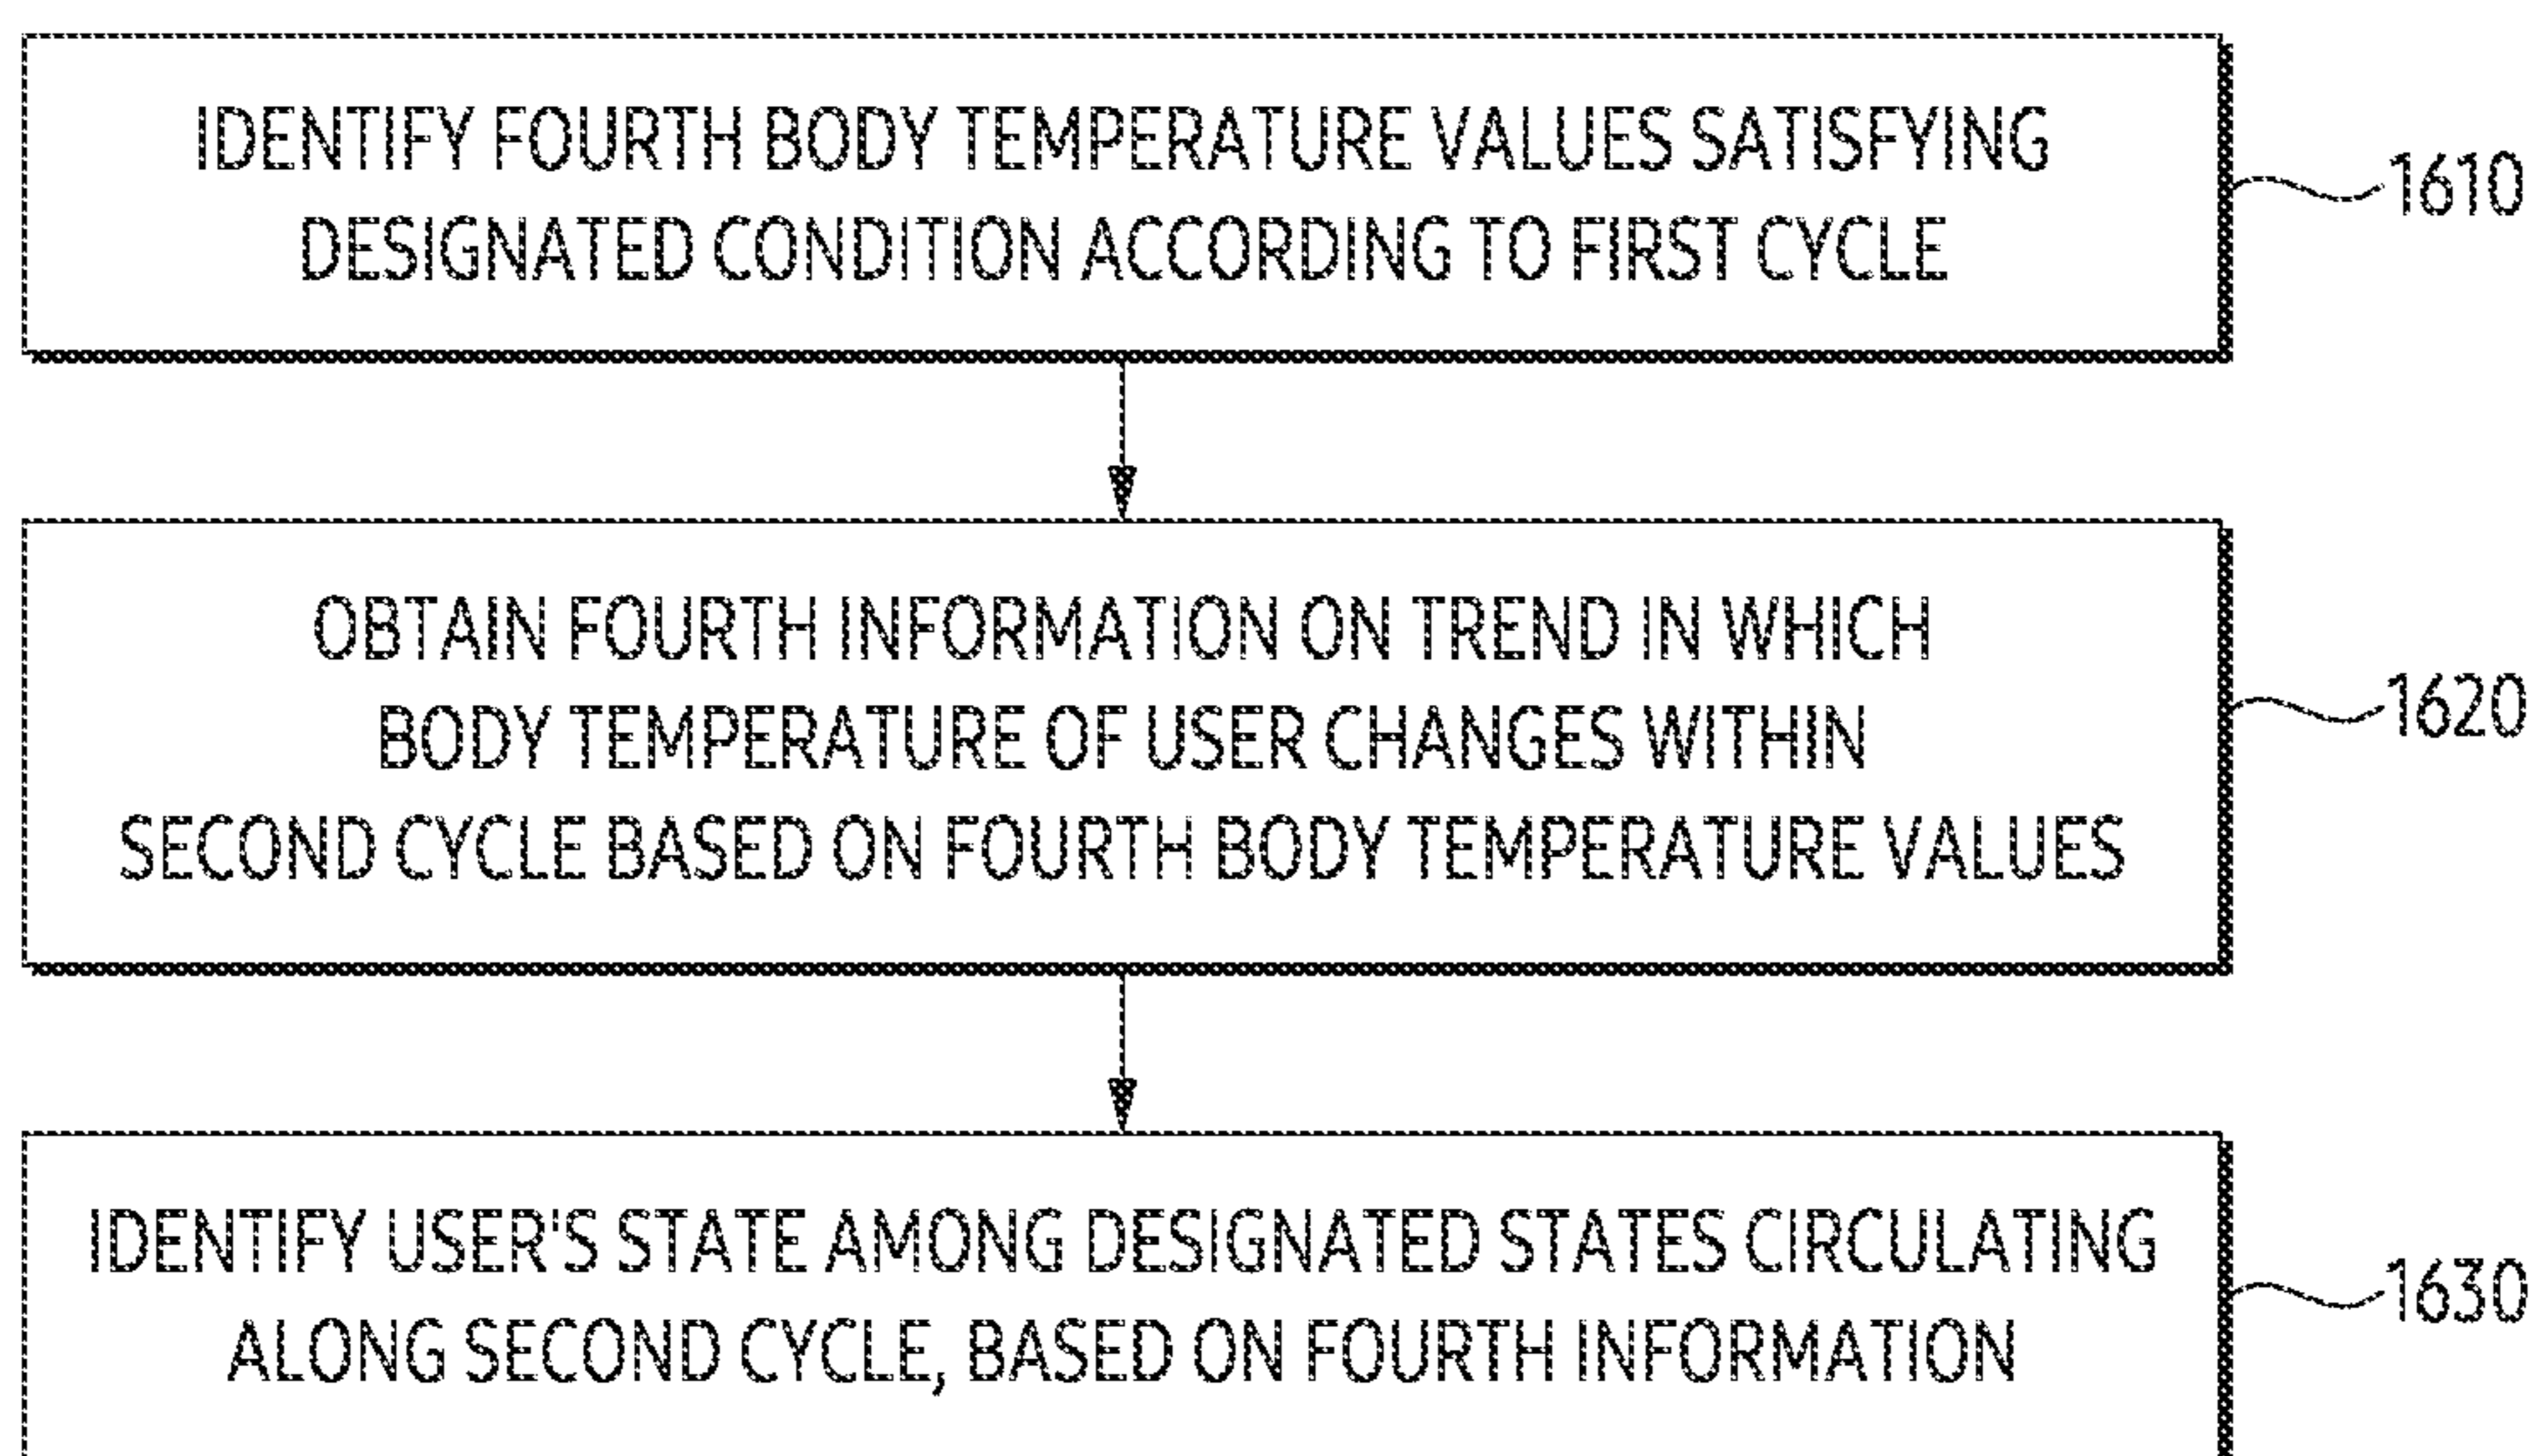 IDENTIFY FOURTH BODY TEMPERATURE VALUES SATISFYING
DESIGNATED CONDITION ACCORDING TO FIRST CYCLE
1610
OBTAIN FOURTH INFORMATION ON TREND IN WHICH
BODY TEMPERATURE OF USER CHANGES WITHIN
SECOND CYCLE BASED ON FOURTH BODY TEMPERATURE VALUES
1620
IDENTIFY USER'S STATE AMONG DESIGNATED STATES CIRCULATING
ALONG SECOND CYCLE, BASED ON FOURTH INFORMATION
1630